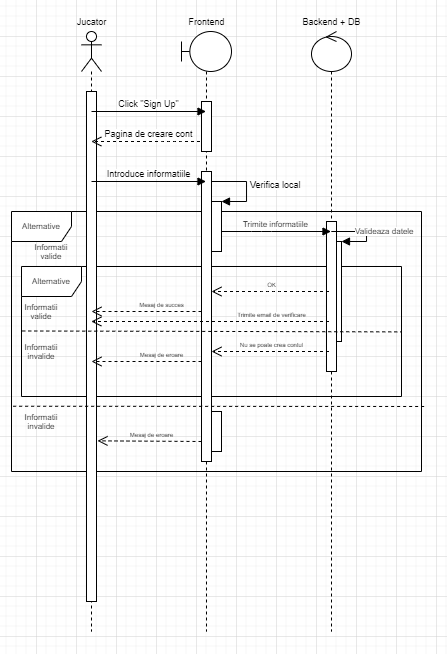 Jucator
Frontend
Backend + DB
Click "Sign Up"
Pagina de creare cont
Introduce informatiile
Verifica local
Alternative
Trimite informatiile
Valideaza datele
Informatii
valide
Alternative
OK
Informatii
valide
Mesaj de succes
Trimite email de verificare
Informatii
invalide
Nu se poate crea contul
Mesaj de eroare
Informatii
invalide
Mesaj de eroare